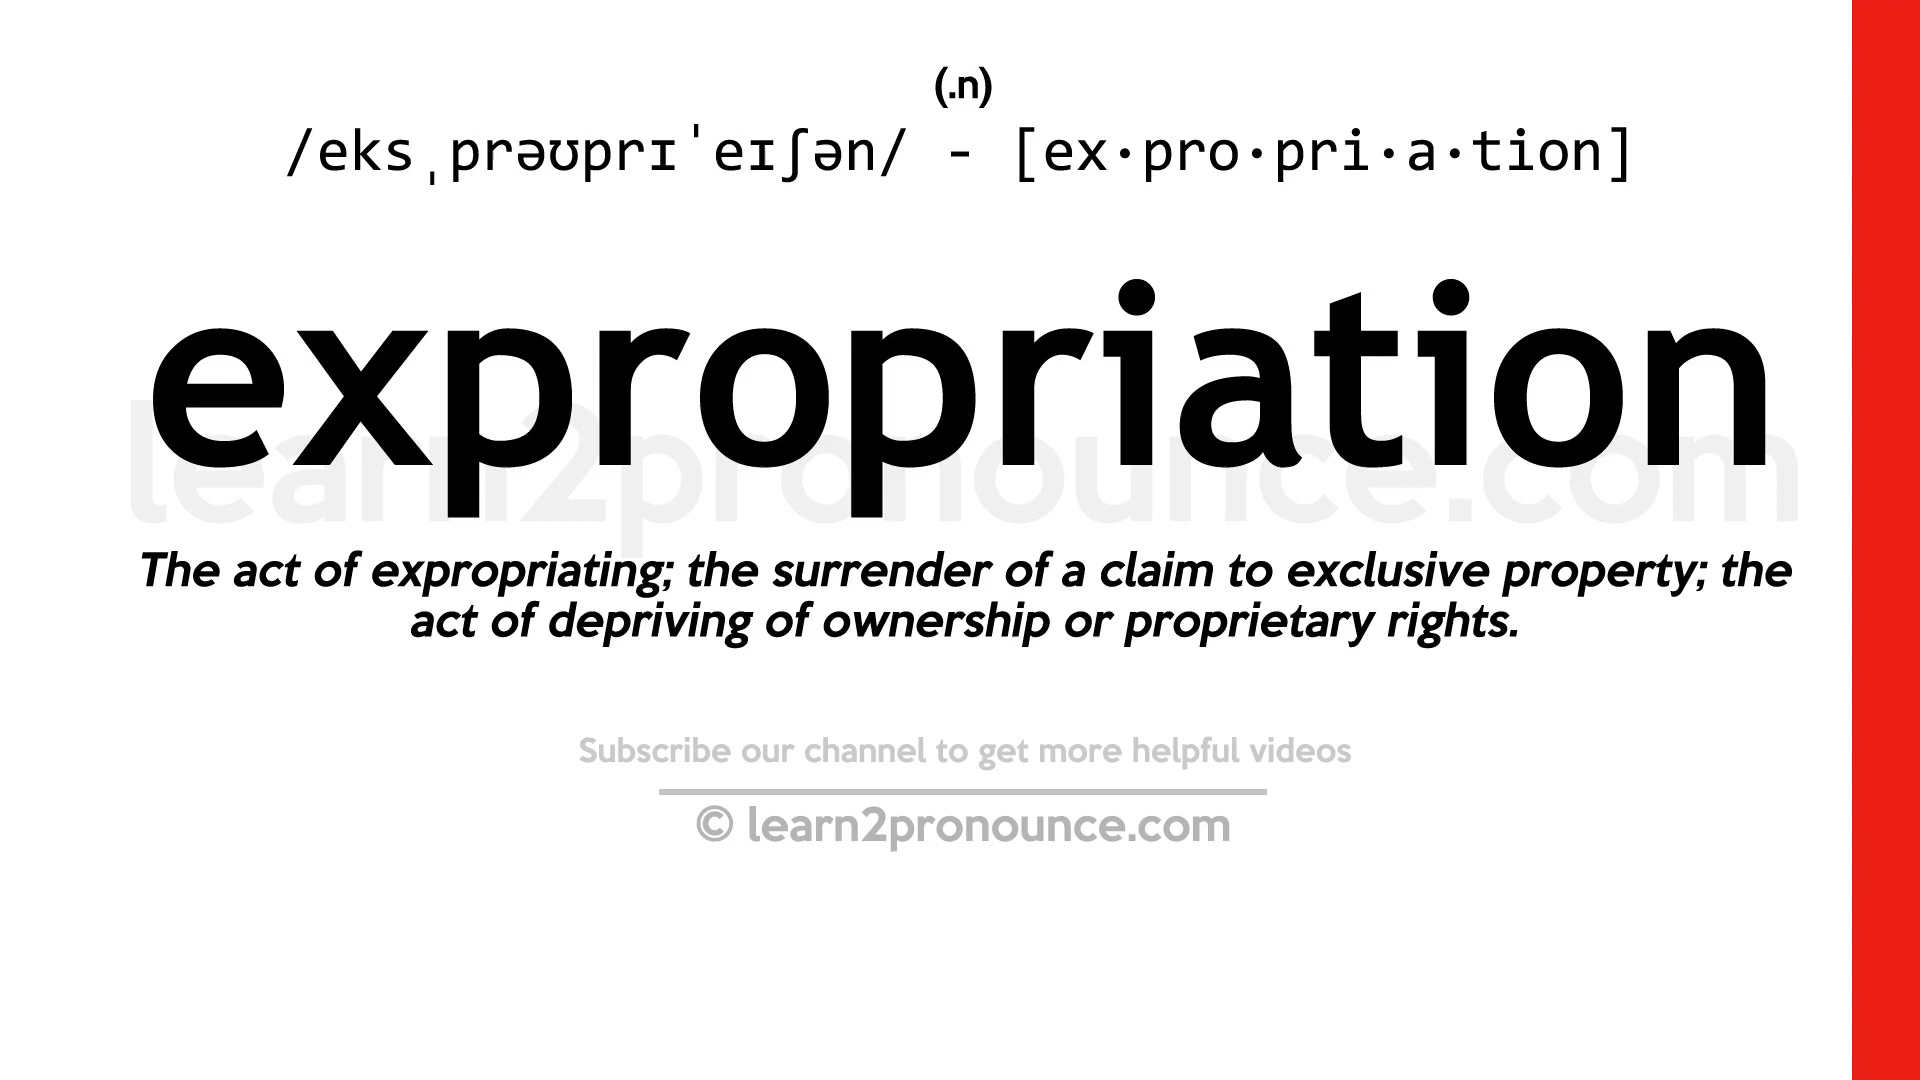 (.n)
/eksˌprəʊprɪˈeɪʃən/ - [ex·pro·pri·a·tion]
expropriation
learn2pronounce.com
The act of expropriating; the surrender of a claim to exclusive property; the
act of depriving of ownership or proprietary rights.
Subscribe our channel to get more helpful videos
© learn2pronounce.com